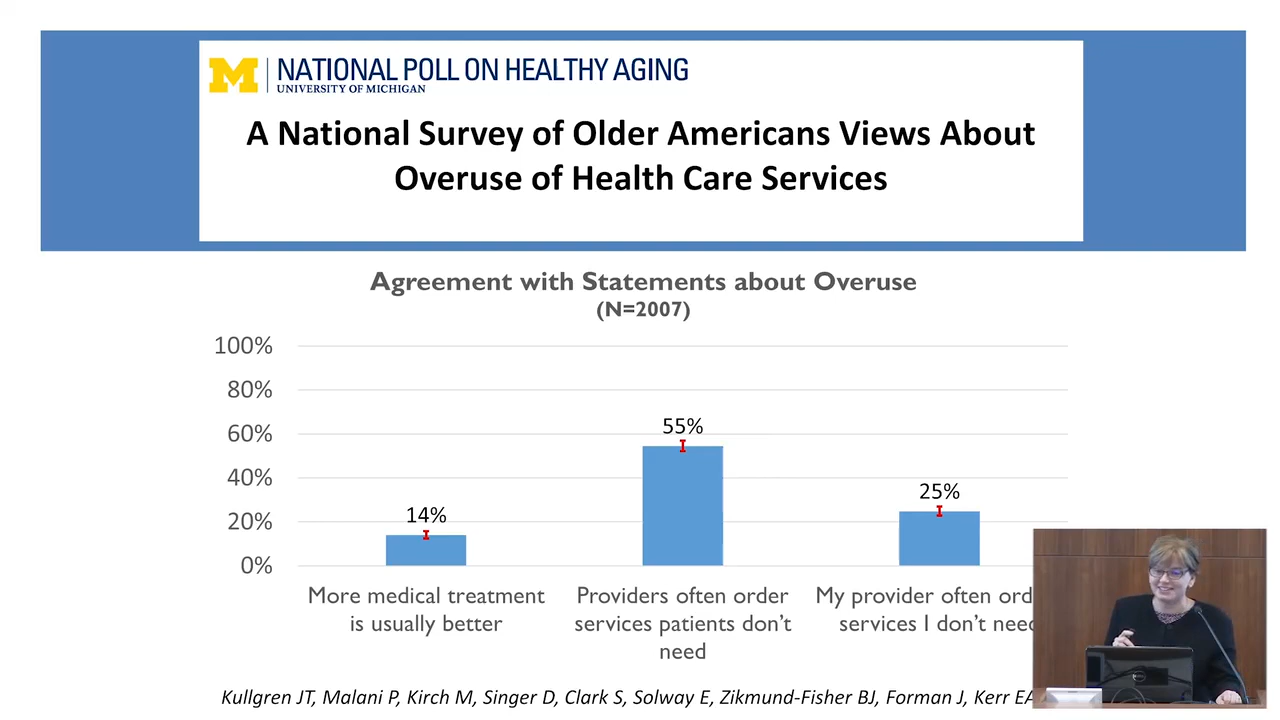 M NATIONAL POLL ON HEALTHY AGING
UNIVERSITY OF MICHIGAN
A National Survey of Older Americans Views About
Overuse of Health Care Services
Agreement with Statements about Overuse
(N=2007)
100%
80%
60%
40%
20%
0%
14%
55%
25%
More medical treatment
is usually better
Providers often order
services patients don't
need
My provider often ord
services I don't need
Kullgren JT, Malani P, Kirch M, Singer D, Clark S, Solway E, Zikmund-Fisher BJ, Forman J, Kerr EA